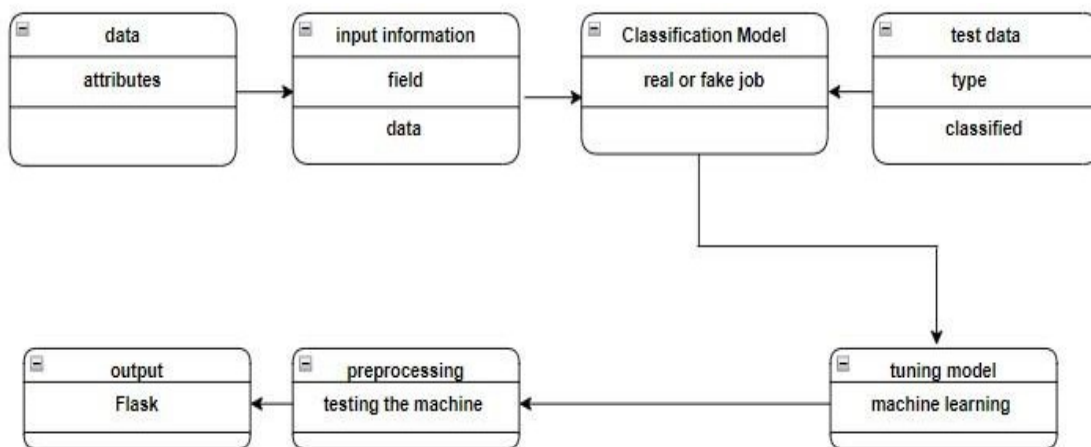 data
attributes
input information
field
data
Classification Model
real or fake job
test data
type
classified
output
Flask
preprocessing
testing the machine
tuning model
machine learning